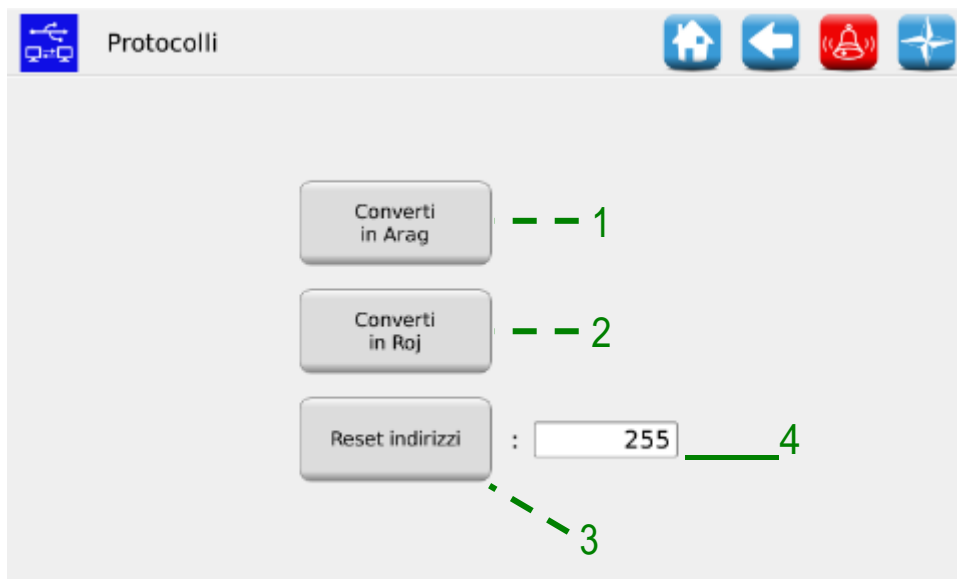 Protocolli
Converti
in Arag
1
Converti
in Roj
2
Reset indirizzi : 255 4
3